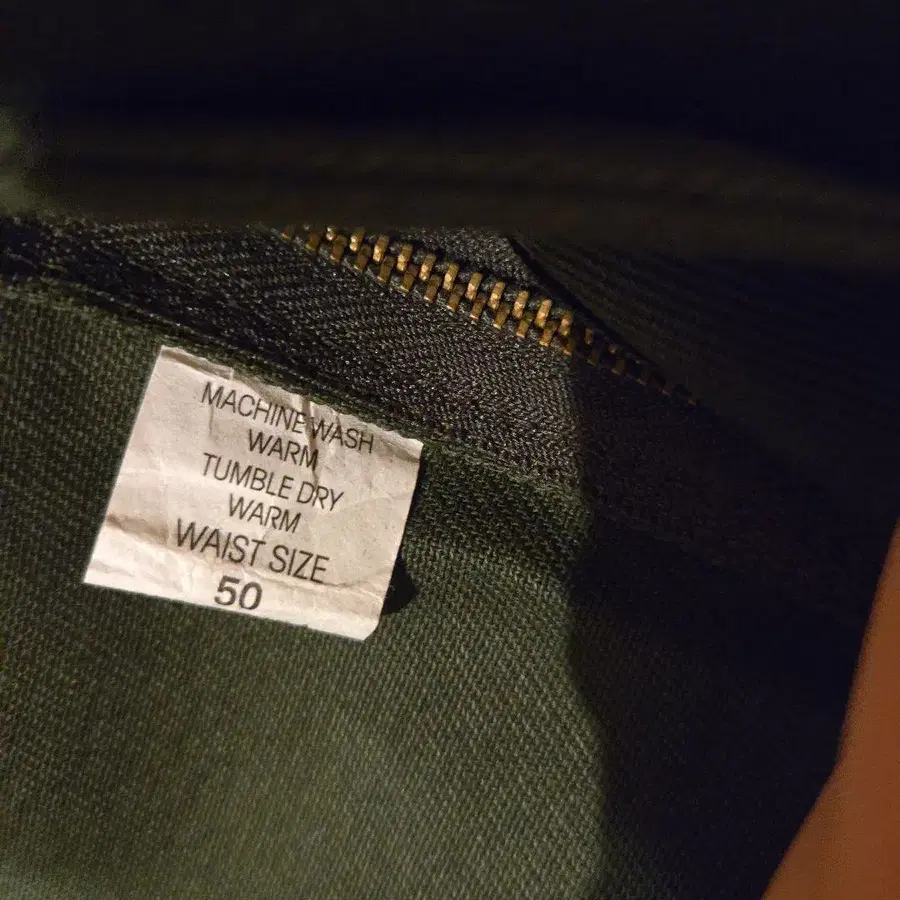 MACHINE WASH
WARM
TUMBLE DRY
WARM
WAIST SIZE
50